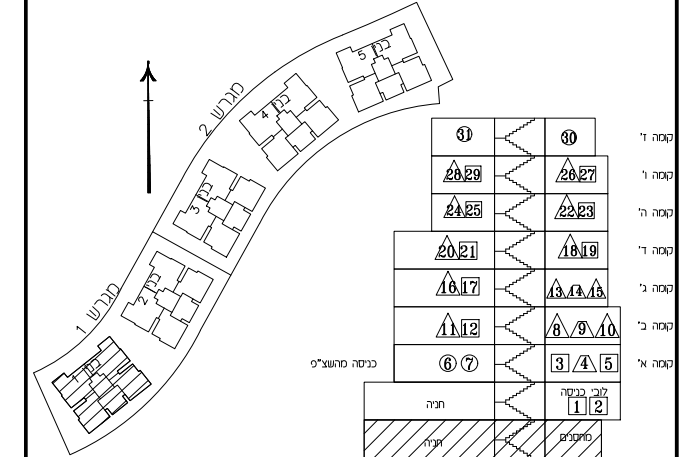 מגרש 2
בנין 5
בנין 4
בנין 3
מגרש 1
בנין 2
1
31 30 קומה ז'
28 29 26 27 קומה ו'
24 25 22 23 קומה ה'
20 21 18 19 קומה ד'
16 17 13 14 15 קומה ג'
11 12 8 9 10 קומה ב'
כניסה מהשצ"פ 6 7 3 4 5 קומה א'
חניה לובי כניסה
1 2
חניה מחסנים